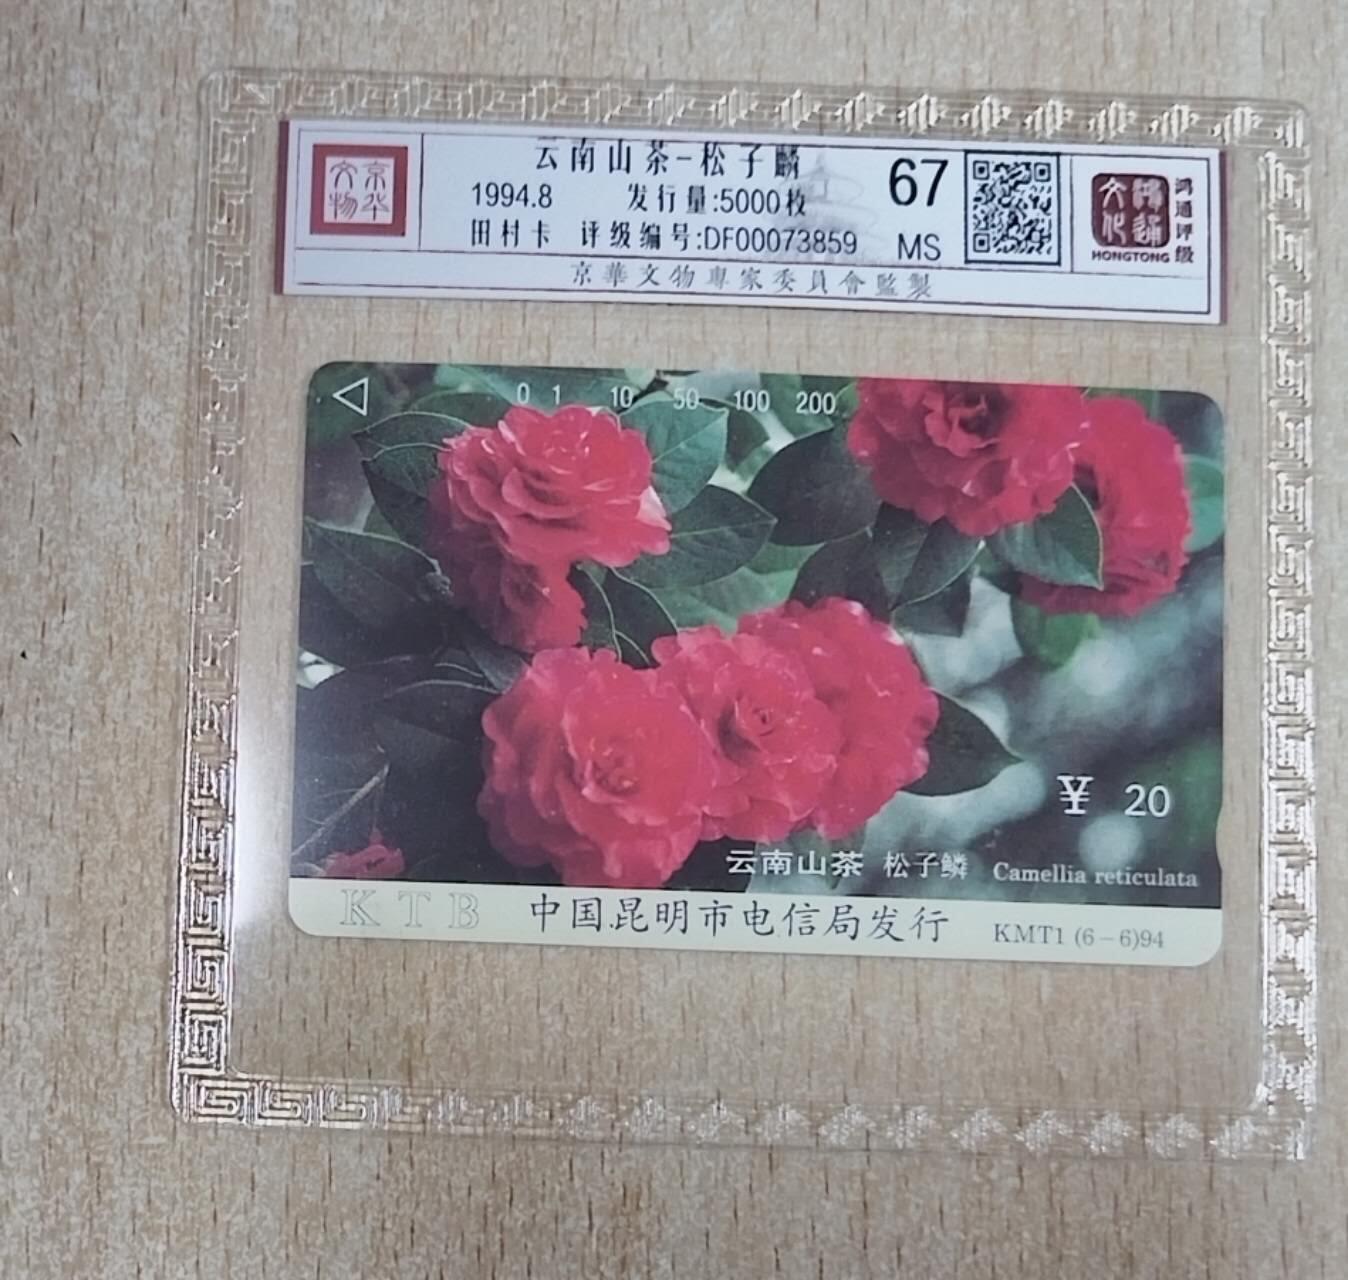 京华
文物
云南山茶-松子麟
1994.8 发行量:5000枚
田村卡 评级编号:DF00073859
67
MS
鸿通
文化
HONGTONG
鸿通评级
京華文物專家委員會監製
0 1 10 50 100 200
¥ 20
云南山茶 松子鳞 Camellia reticulata
KTB 中国昆明市电信局发行 KMT1 (6-6)94